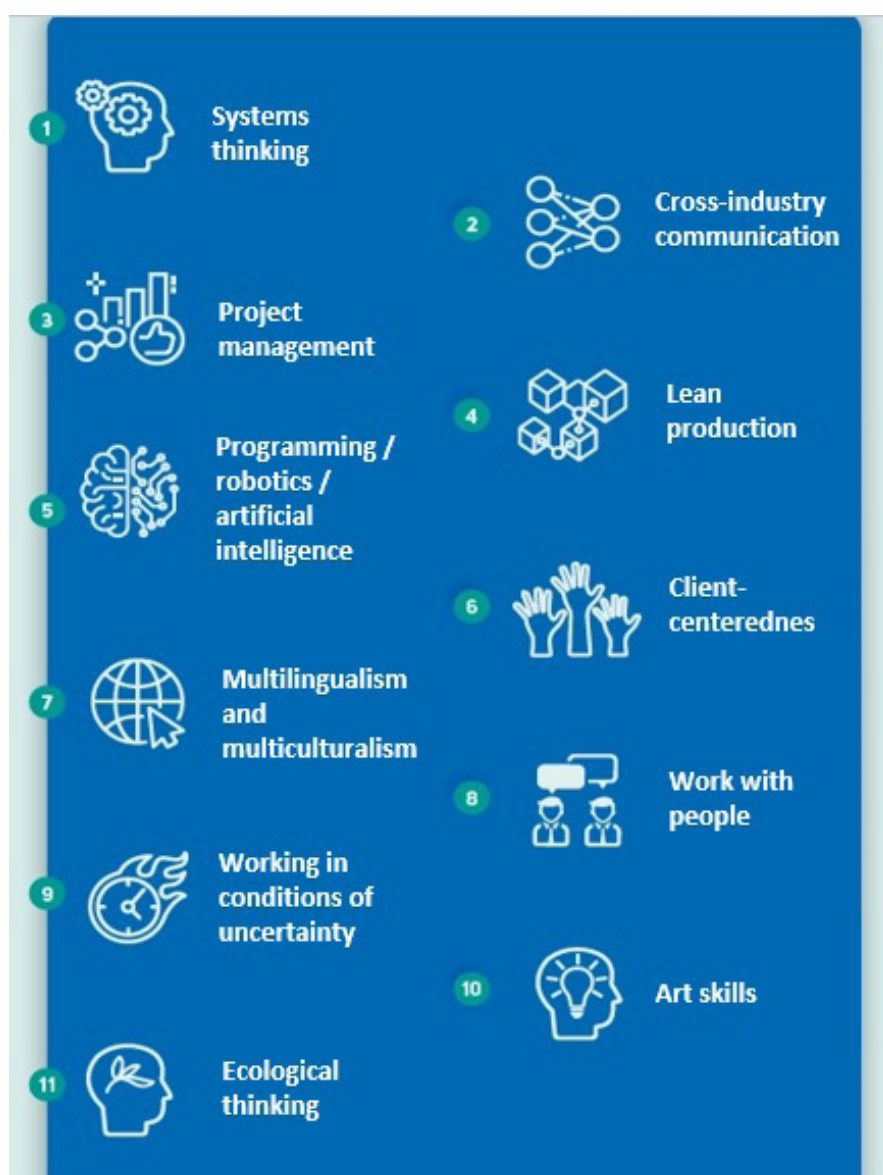 1
Systems
thinking
2
Cross-industry
communication
3
Project
management
4
Lean
production
5
Programming /
robotics /
artificial
intelligence
6
Client-
centerednes
7
Multilingualism
and
multiculturalism
8
Work with
people
9
Working in
conditions of
uncertainty
10
Art skills
11
Ecological
thinking